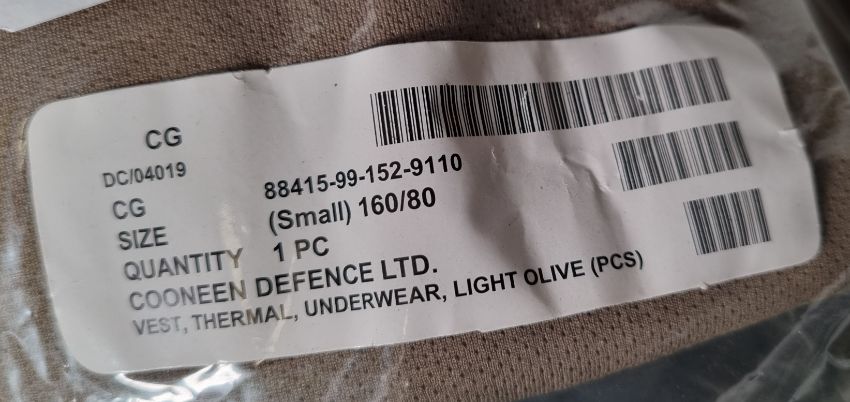 CG
DC/04019
CG 88415-99-152-9110
SIZE (Small) 160/80
QUANTITY 1 PC
COONEEN DEFENCE LTD.
VEST, THERMAL, UNDERWEAR, LIGHT OLIVE (PCS)